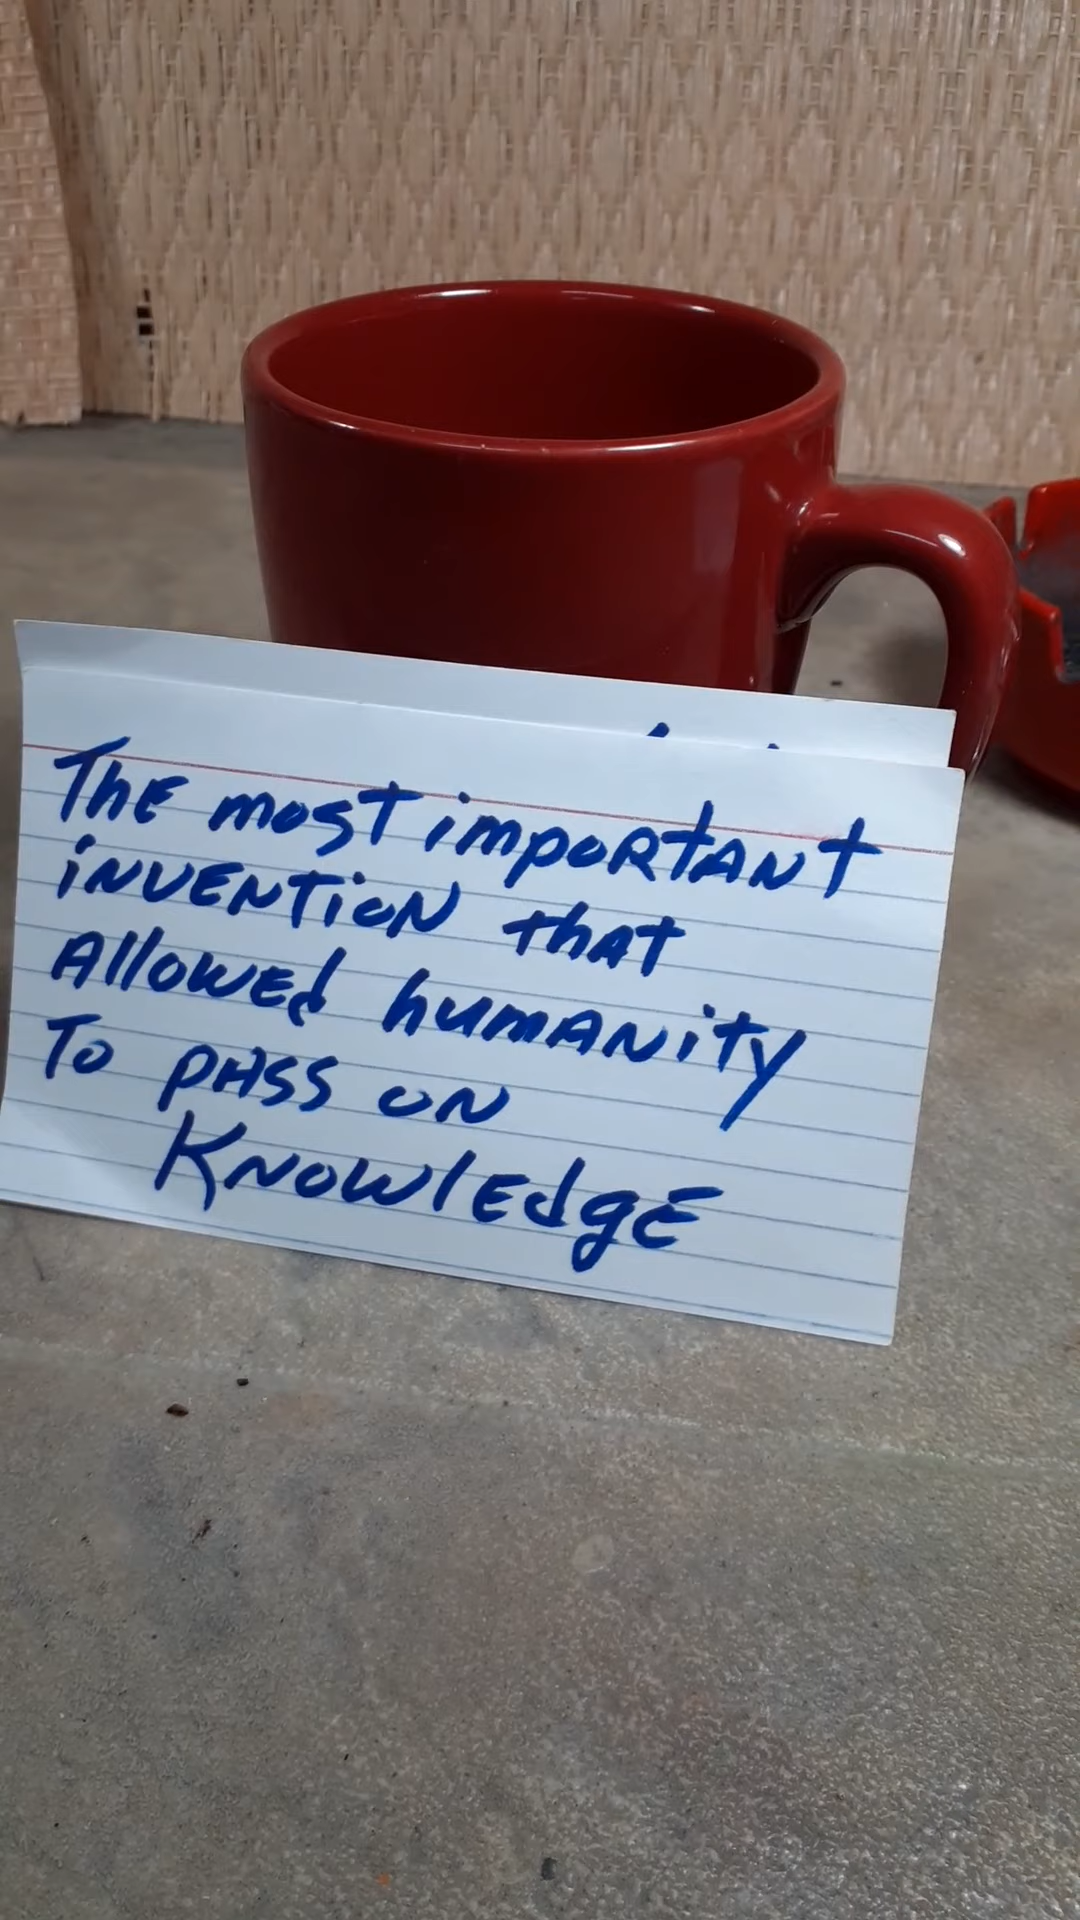 The most important
invention that
Allowed humanity
To pass on
Knowledge